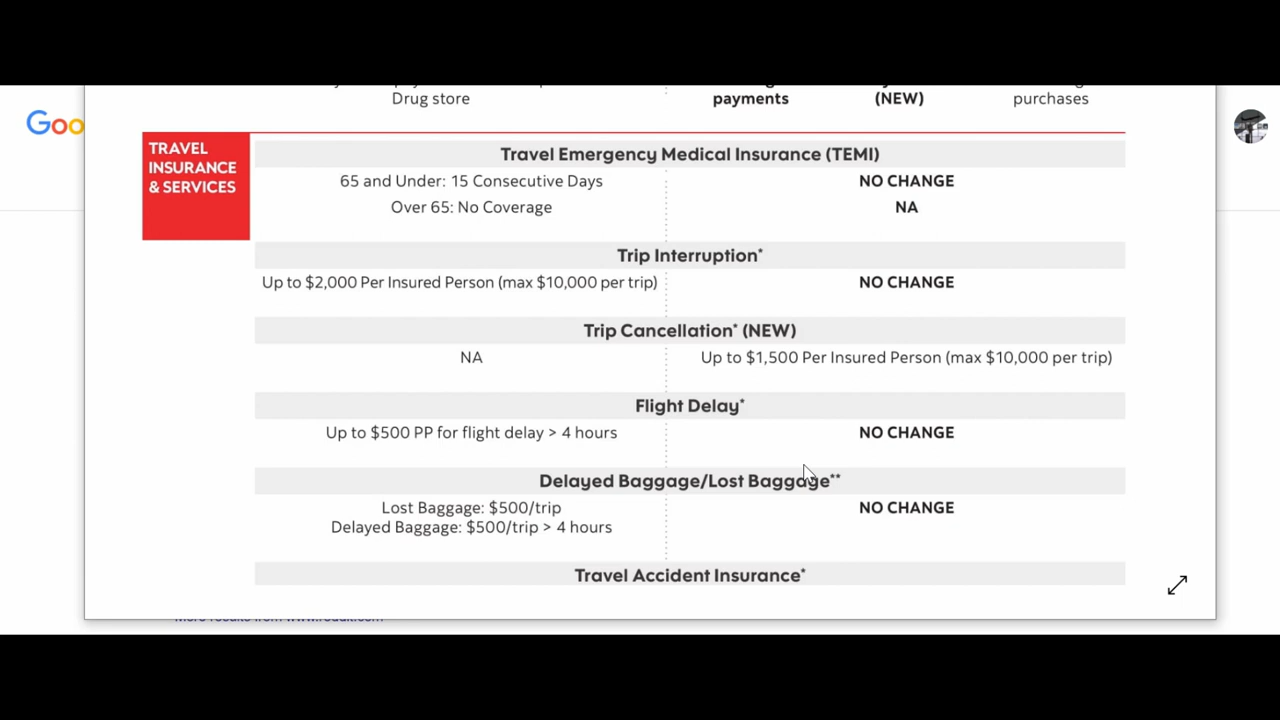 Drug store
payments
(NEW)
purchases
Goo
TRAVEL
INSURANCE
& SERVICES
Travel Emergency Medical Insurance (TEMI)
65 and Under: 15 Consecutive Days
NO CHANGE
Over 65: No Coverage
NA
Trip Interruption*
Up to $2,000 Per Insured Person (max $10,000 per trip)
NO CHANGE
Trip Cancellation* (NEW)
NA
Up to $1,500 Per Insured Person (max $10,000 per trip)
Flight Delay*
Up to $500 PP for flight delay > 4 hours
NO CHANGE
Delayed Baggage/Lost Baggage**
Lost Baggage: $500/trip
NO CHANGE
Delayed Baggage: $500/trip > 4 hours
Travel Accident Insurance*